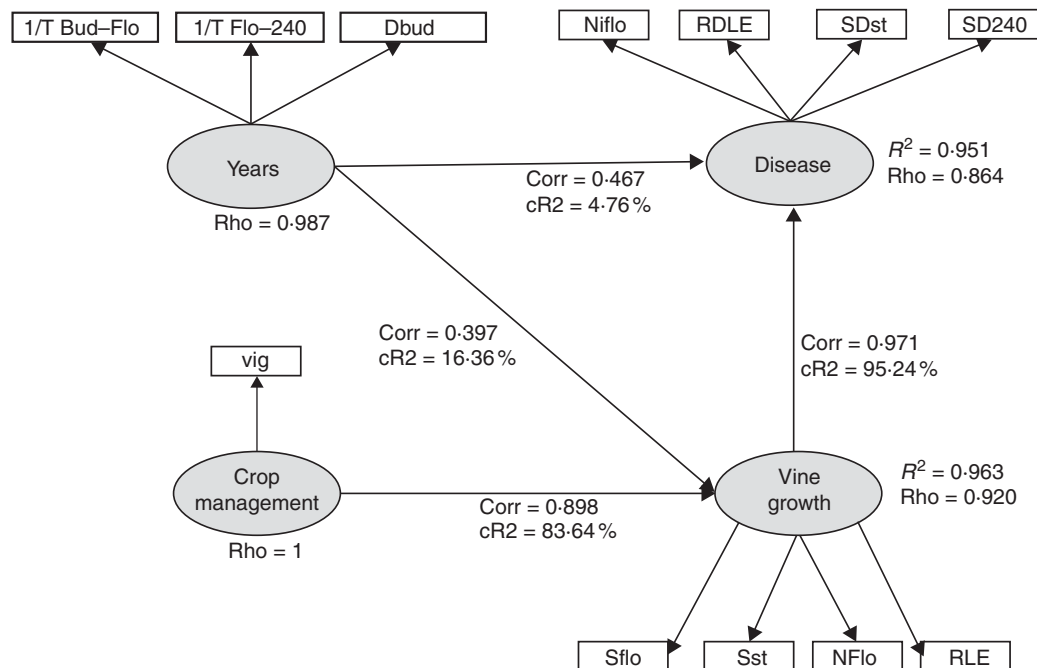 1/T Bud–Flo
1/T Flo–240
Dbud
Niflo
RDLE
SDst
SD240
Years
Rho = 0·987
Disease
R² = 0·951
Rho = 0·864
Corr = 0·467
cR2 = 4·76 %
Corr = 0·397
cR2 = 16·36 %
Corr = 0·971
cR2 = 95·24 %
vig
Crop
management
Rho = 1
Corr = 0·898
cR2 = 83·64 %
Vine
growth
R² = 0·963
Rho = 0·920
Sflo
Sst
NFlo
RLE